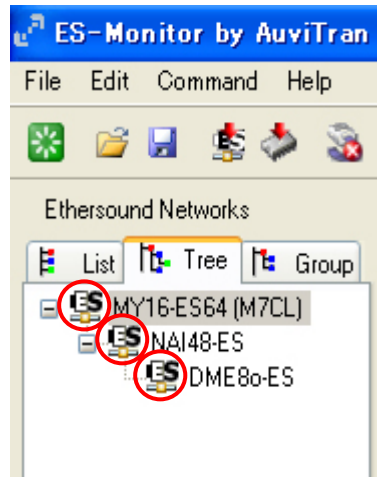 ES-Monitor by AuviTran
File Edit Command Help
ES
Ethersound Networks
List Tree Group
ES MY16-ES64 (M7CL)
ES NAI48-ES
ES DME8o-ES